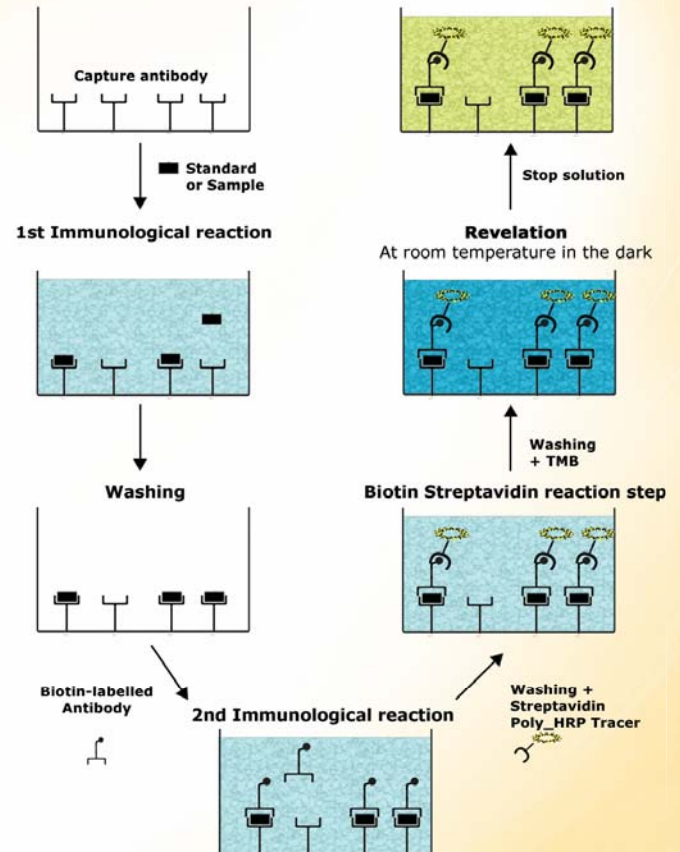 Capture antibody
Standard
or Sample
1st Immunological reaction
Washing
Biotin-labelled
Antibody
2nd Immunological reaction
Washing +
Streptavidin
Poly_HRP Tracer
Biotin Streptavidin reaction step
Washing
+ TMB
Revelation
At room temperature in the dark
Stop solution